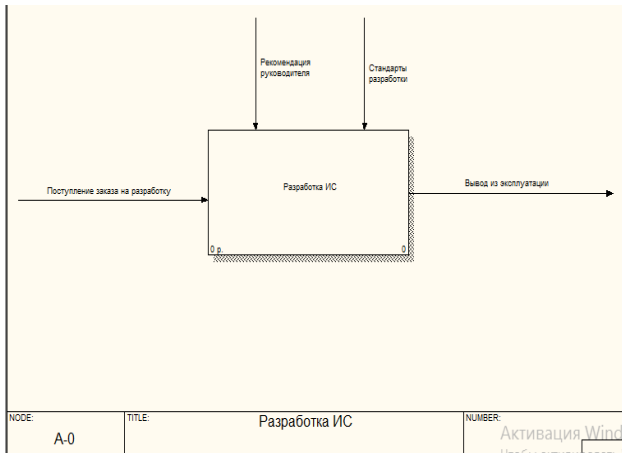 Рекомендация
руководителя
Стандарты
разработки
Поступление заказа на разработку
Разработка ИС
Вывод из эксплуатации
0 р.
0
NODE:
TITLE:
Разработка ИС
NUMBER:
A-0
Активация Wind